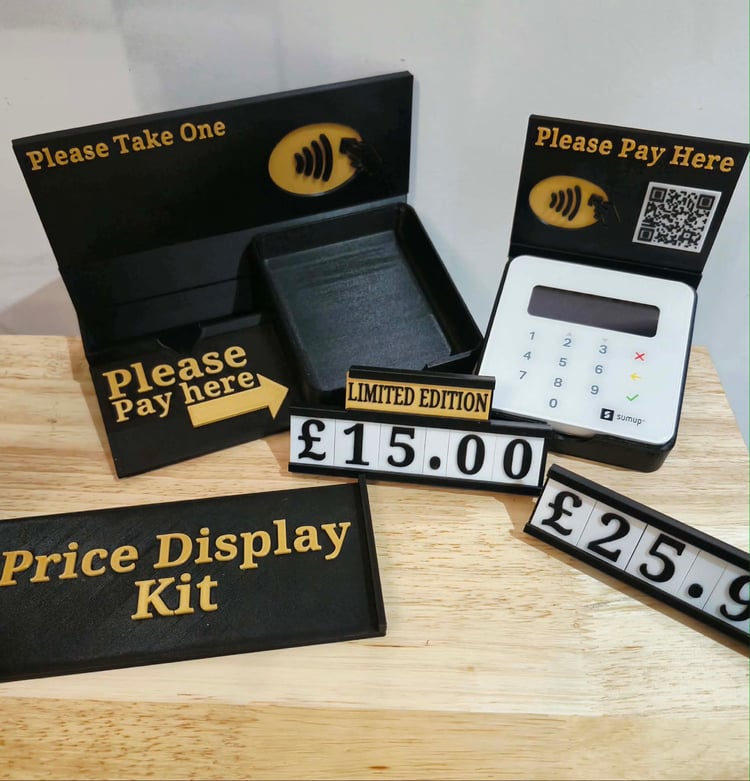 Please Take One
Please Pay Here
Please
Pay here
1 2 3
4 5 6
7 8 9
0
sumup
LIMITED EDITION
£15.00
£25.9
Price Display
Kit